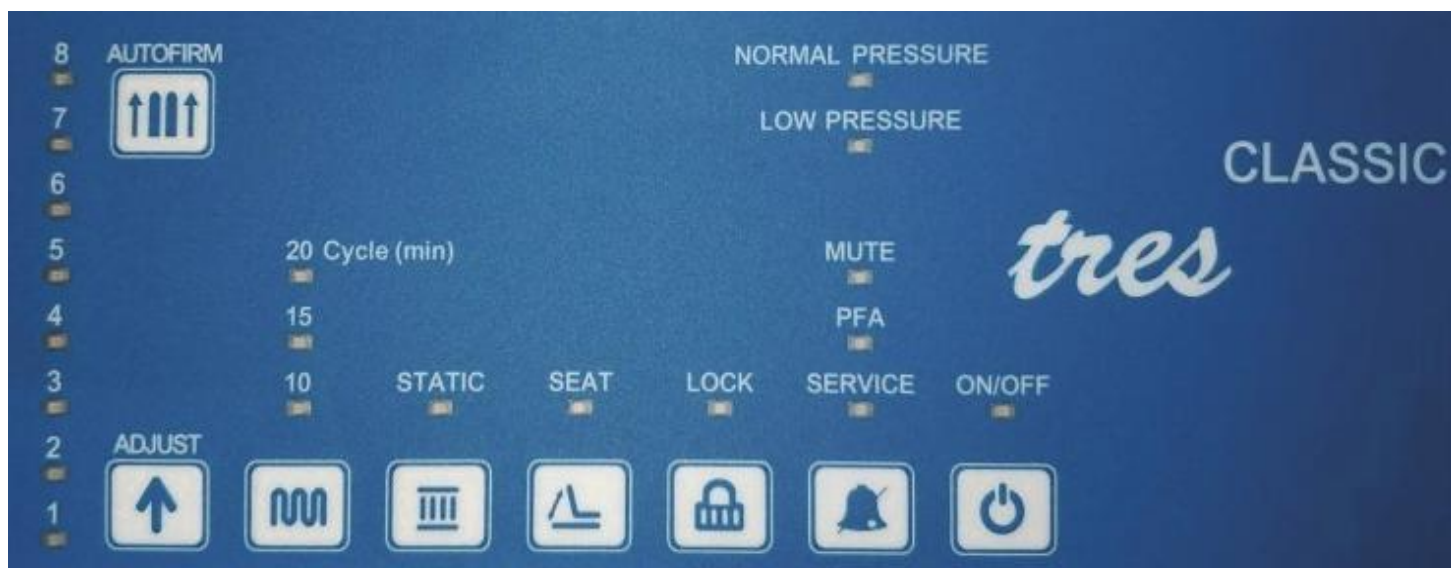 8 AUTOFIRM NORMAL PRESSURE
7 LOW PRESSURE
CLASSIC
6
tres
5 20 Cycle (min) MUTE
4 15 PFA
3 10 STATIC SEAT LOCK SERVICE ON/OFF
2 ADJUST
1